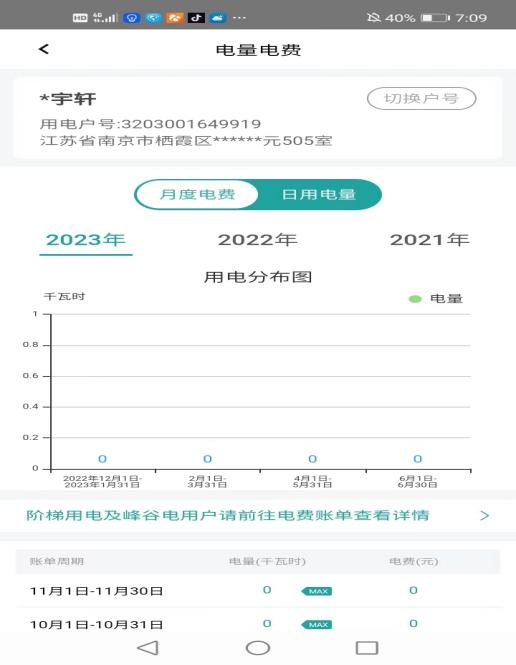 HD 4G 40% 7:09
电量电费
*宇轩
切换户号
用电户号:3203001649919
江苏省南京市栖霞区******元505室
月度电费 日用电量
2023年 2022年 2021年
用电分布图
千瓦时
电量
1
0.8
0.6
0.4
0.2
0
0 0 0 0
2022年12月1日-
2023年1月31日
2月1日-
3月31日
4月1日-
5月31日
6月1日-
6月30日
阶梯用电及峰谷电用户请前往电费账单查看详情
账单周期 电量(千瓦时) 电费(元)
11月1日-11月30日 0 MAX 0
10月1日-10月31日 0 MAX 0